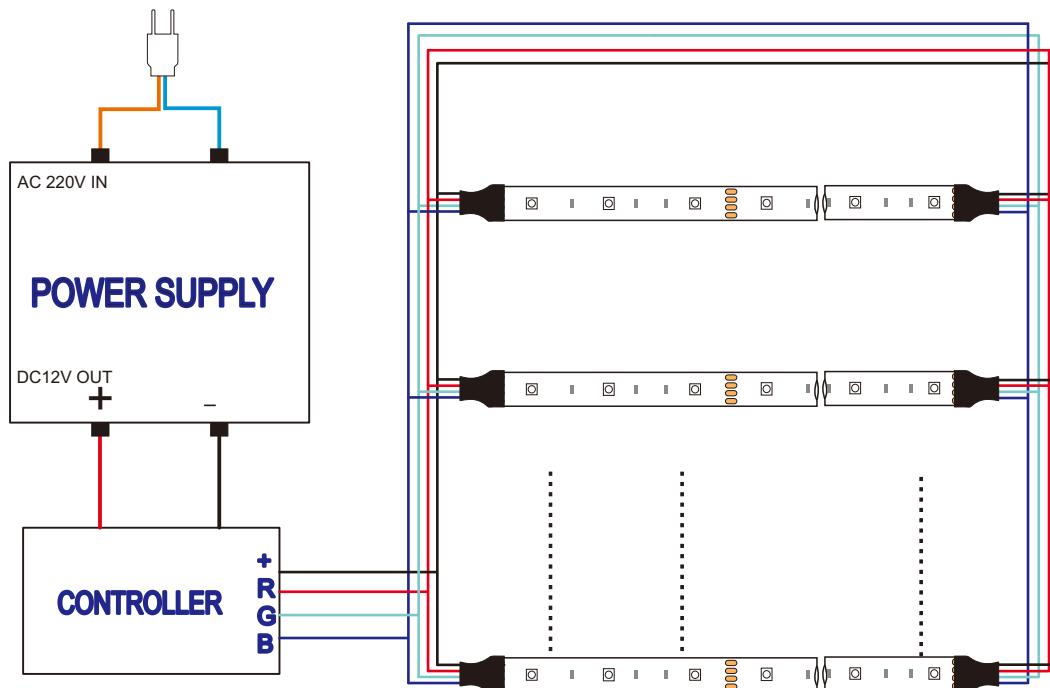 AC 220V IN
POWER SUPPLY
DC12V OUT
+
–
CONTROLLER
+
R
G
B